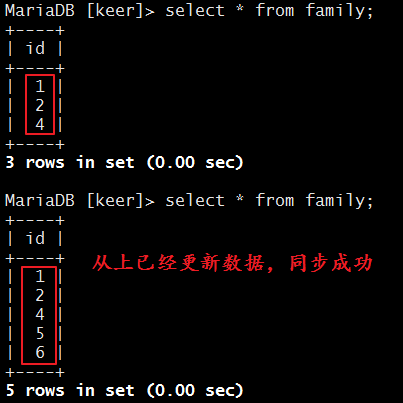 MariaDB [keer]> select * from family;
+----+
| id |
+----+
|  1 |
|  2 |
|  4 |
+----+
3 rows in set (0.00 sec)
MariaDB [keer]> select * from family;
+----+
| id |
+----+
从上已经更新数据，同步成功
|  1 |
|  2 |
|  4 |
|  5 |
|  6 |
+----+
5 rows in set (0.00 sec)